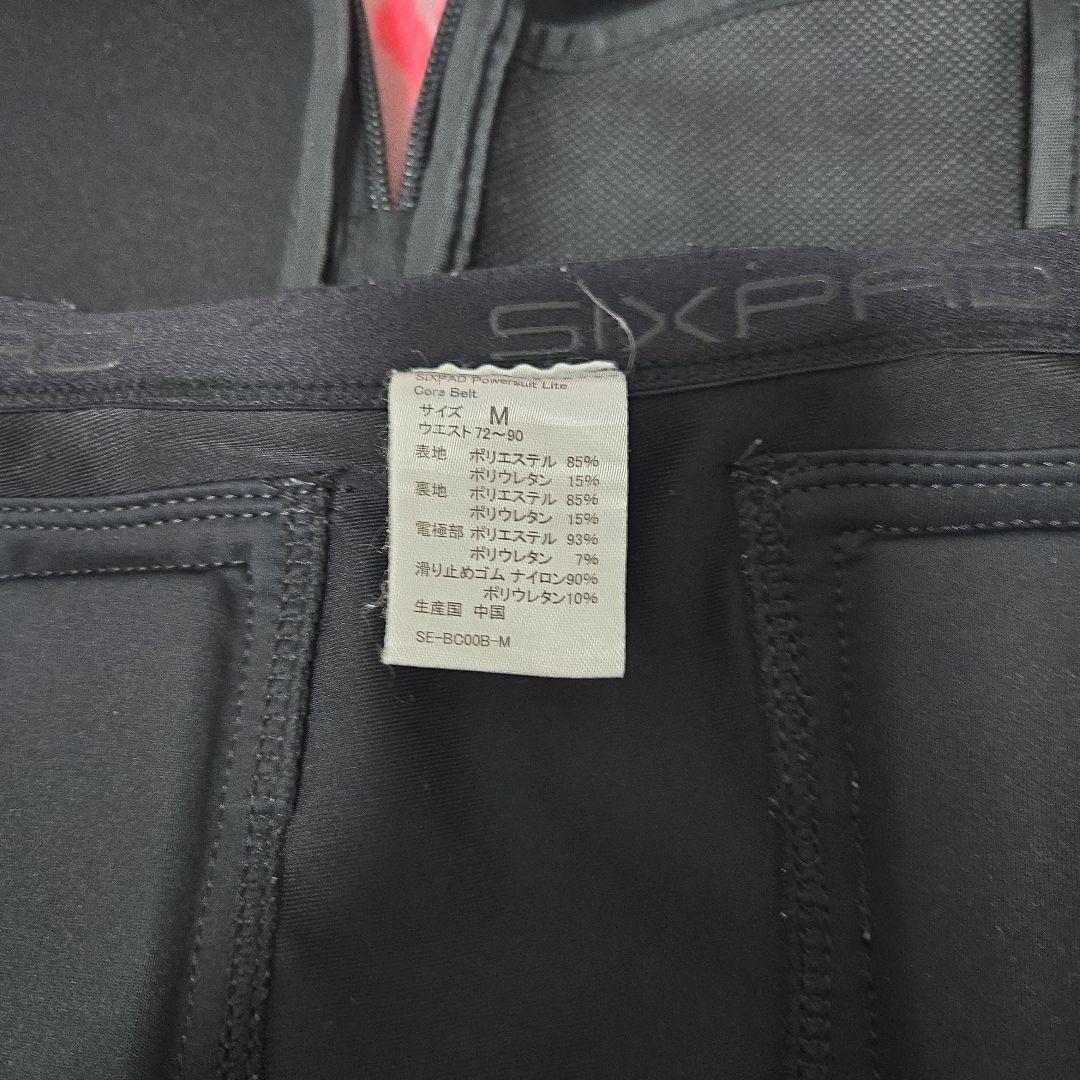 SIXPAD
SIXPAD Powersuit Lite
Core Belt
サイズ M
ウエスト72～90
表地 ポリエステル 85%
ポリウレタン 15%
裏地 ポリエステル 85%
ポリウレタン 15%
電極部 ポリエステル 93%
ポリウレタン 7%
滑り止めゴム ナイロン90%
ポリウレタン10%
生産国 中国
SE-BC00B-M